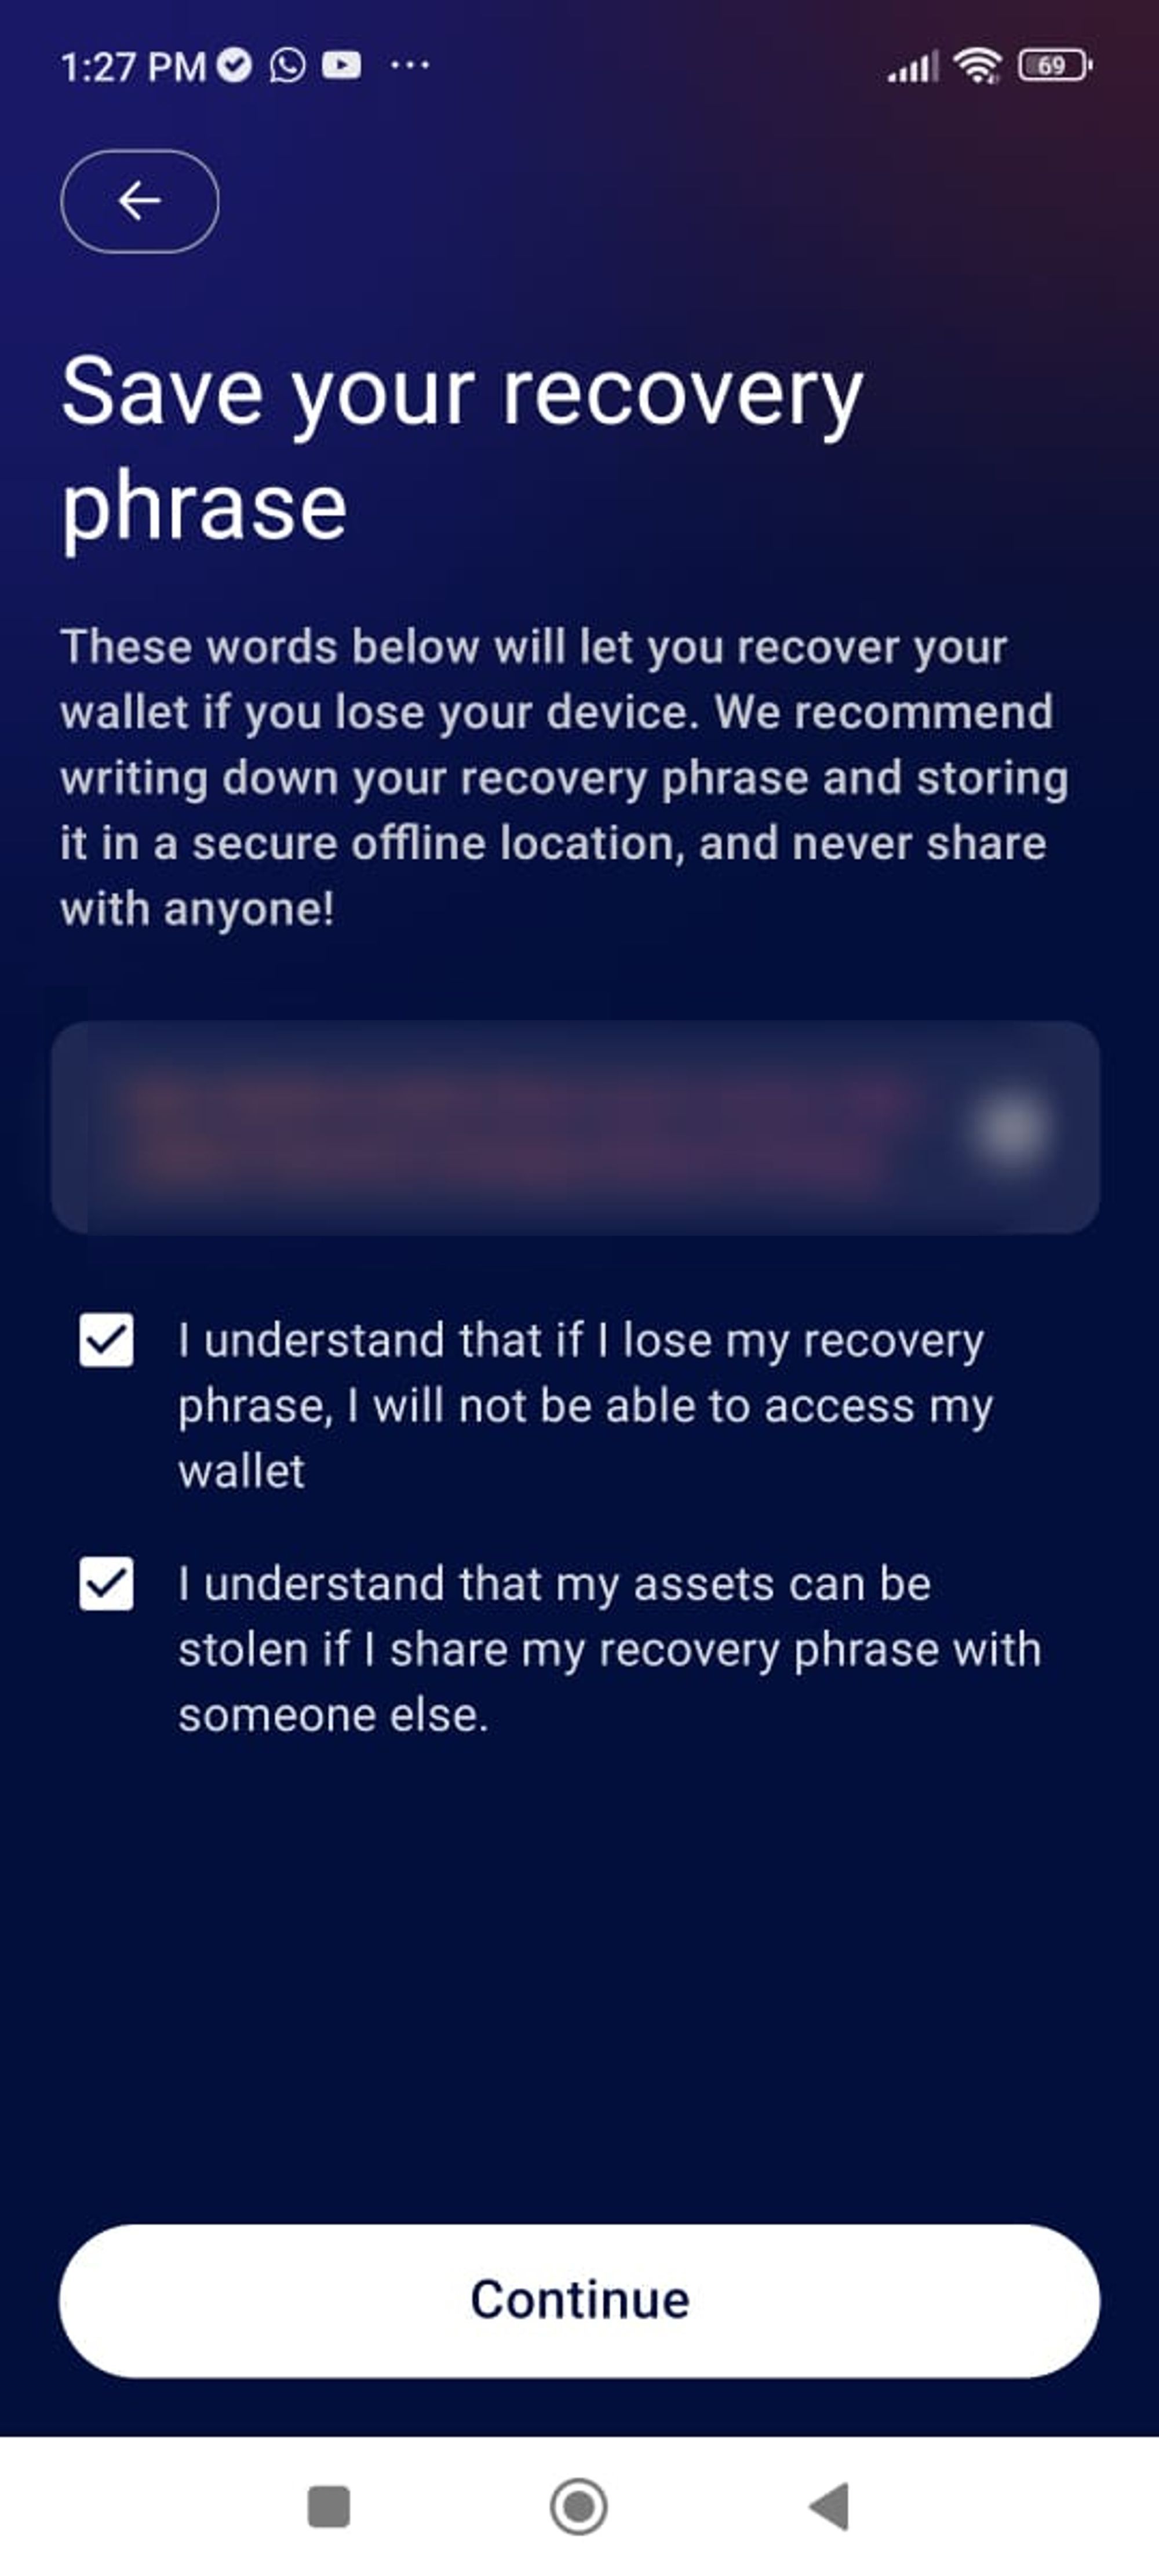 1:27 PM
69
Save your recovery
phrase
These words below will let you recover your
wallet if you lose your device. We recommend
writing down your recovery phrase and storing
it in a secure offline location, and never share
with anyone!
I understand that if I lose my recovery
phrase, I will not be able to access my
wallet
I understand that my assets can be
stolen if I share my recovery phrase with
someone else.
Continue